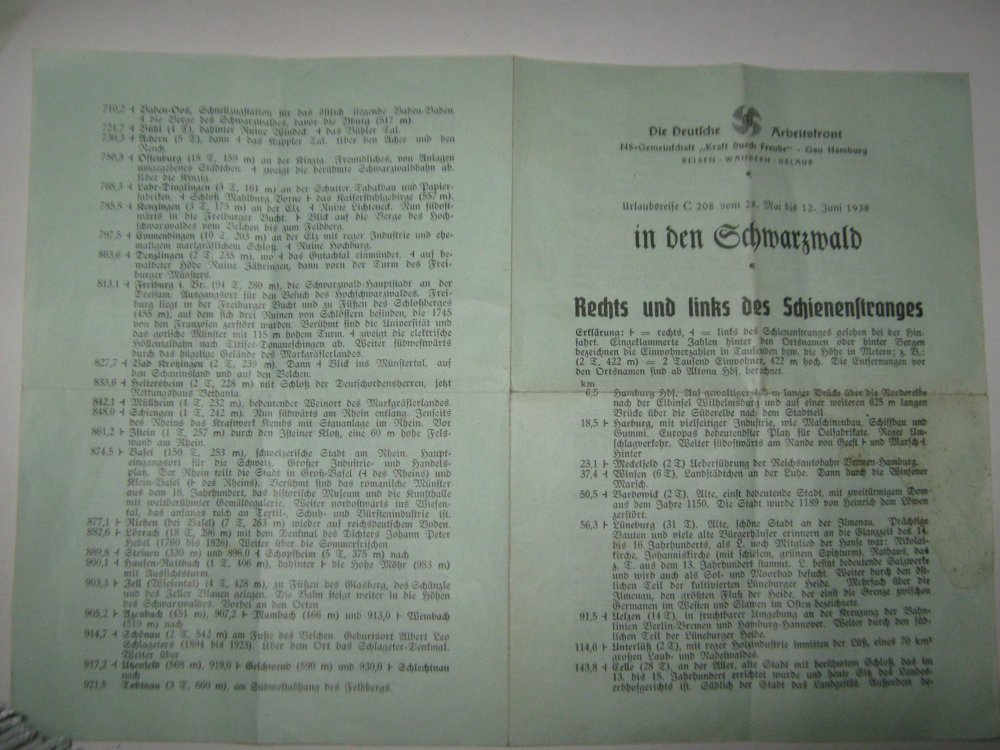 710,2 ⊣ Baden-Oos, Schnellzugstation für das östlich liegende Baden-Baden.
⊣ die Berge des Schwarzwaldes, davor die Yburg (517 m).
721,7 ⊣ Bühl (4 T), dahinter Ruine Windeck. ⊣ das Bühler Tal.
730,3 ⊣ Achern (5 T), dann ⊣ das Kappler Tal. Über den Acher und den
Rench.
750,3 ⊣ Offenburg (18 T, 159 m) an der Kinzig. Freundliches, von Anlagen
umgebenes Städtchen. ⊣ zweigt die berühmte Schwarzwaldbahn ab.
Über die Kinzig.
768,3 ⊣ Lahr-Dinglingen (3 T, 161 m) an der Schutter Tabakbau und Papier-
fabriken. ⊣ Schloß Mahlburg Vorne ⊢ das Kaiserstuhlgebirge (557 m).
785,8 ⊣ Kenzingen (3 T, 175 m) an der Elz ⊣ Ruine Lichteneck. Nun südost-
wärts in die Freiburger Bucht. ⊢ Blick auf die Berge des Hoch-
schwarzwaldes vom Belchen bis zum Feldberg.
797,5 ⊣ Emmendingen (10 T, 203 m) an der Elz mit reger Industrie und ehe-
maligem markgräflichem Schloß. ⊣ Ruine Hochburg.
803,6 ⊣ Denzlingen (2 T, 235 m), wo ⊣ das Gutachtal einmündet. ⊣ auf be-
waldeter Höhe Ruine Zähringen, dann vorn der Turm des Frei-
burger Münsters.
813,1 ⊣ Freiburg i. Br. (94 T, 280 m), die Schwarzwald-Hauptstadt an der
Dreisam. Ausgangsort für den Besuch des Hochschwarzwaldes. Frei-
burg liegt in der Freiburger Bucht und zu Füßen des Schloßberges
(455 m), auf dem sich drei Ruinen von Schlössern befinden, die 1745
von den Franzosen zerstört wurden. Berühmt sind die Universität und
das gotische Münster mit 115 m hohem Turm. ⊣ zweigt die elektrische
Höllentalbahn nach Titisee-Donaueschingen ab. Weiter südwestwärts
durch das hügelige Gelände des Markgräflerlandes.
827,7 ⊣ Bad Krozingen (2 T, 239 m). Dann ⊣ Blick ins Münstertal, auf
den Schauinsland und auf den Belchen.
833,6 ⊣ Heitersheim (2 T, 228 m) mit Schloß der Deutschordensherren, jetzt
Rettungshaus Bethania.
842,1 ⊣ Müllheim (4 T, 232 m), bedeutender Weinort des Markgräflerlandes.
848,0 ⊣ Schliengen (1 T, 242 m). Nun südwärts am Rhein entlang. Jenseits
des Rheins das Kraftwerk Kembs mit Stauanlage im Rhein. Vor
861,2 ⊢ Istein (1 T, 257 m) durch den Isteiner Klotz, eine 60 m hohe Fels-
wand am Rhein.
874,5 ⊢ Basel (150 T, 253 m), schweizerische Stadt am Rhein. Haupt-
eingangsort für die Schweiz. Großer Industrie- und Handels-
platz. Der Rhein teilt die Stadt in Groß-Basel (⊣ des Rheins) und
Klein-Basel (⊢ des Rheins). Berühmt sind das romanische Münster
aus dem 18. Jahrhundert, das historische Museum und die Kunsthalle
mit weltberühmter Gemäldegalerie. Weiter nordostwärts ins Wiesen-
tal, das anfangs reich an Textil-, Schuh- und Bürstenindustrie ist.
877,1 ⊢ Riehen (bei Basel) (7 T, 263 m) wieder auf reichsdeutschem Boden.
882,6 ⊢ Lörrach (18 T, 296 m) mit dem Denkmal des Dichters Johann Peter
Hebel (1760 bis 1826). Weiter über die Sommerfrischen
889,8 ⊣ Steinen (330 m) und 896,0 ⊣ Schopfheim (5 T, 375 m) nach
900,1 ⊣ Hausen-Raitbach (1 T, 406 m), dahinter ⊢ die Hohe Möhr (983 m)
mit Aussichtsturm.
903,3 ⊢ Zell (Wiesental) (4 T, 428 m), zu Füßen des Glasberg, des Schänzle
und des Zeller Blauen gelegen. Die Bahn steigt weiter in die Höhen
des Schwarzwaldes. Vorbei an den Orten
905,2 ⊢ Atzenbach (451 m), 907,2 ⊢ Mambach (466 m) und 913,0 ⊢ Wembach
(519 m) nach
914,7 ⊣ Schönau (2 T, 542 m) am Fuße des Belchen Geburtsort Albert Leo
Schlageters (1894 bis 1923). Über dem Ort das Schlageter-Denkmal.
Weiter über
917,2 ⊣ Utzenfeld (568 m), 919,0 ⊢ Geschwend (590 m) und 930,0 ⊢ Schlechtnau
nach
921,5 Todtnau (3 T, 660 m), am Südwestabhang des Feldbergs.
Die Deutsche Arbeitsfront
NS-Gemeinschaft „Kraft durch Freude" - Gau Hamburg
REISEN - WANDERN - URLAUB
Urlaubsreise C 208 vom 28. Mai bis 12. Juni 1938
in den Schwarzwald
Rechts und links des Schienenstranges
Erklärung: ⊢ = rechts, ⊣ = links des Schienenstranges gesehen bei der Hin-
fahrt. Eingeklammerte Zahlen hinter den Ortsnamen oder hinter Bergen
bezeichnen die Einwohnerzahlen in Tausenden bzw. die Höhe in Metern; z. B.:
(2 T, 422 m) = 2 Tausend Einwohner, 422 m hoch. Die Entfernungen vor
den Ortsnamen sind ab Altona Hbf. berechnet.
km
6,5 Hamburg Hbf. Auf gewaltiger m langer Brücke über die Norderelbe
nach der Elbinsel Wilhelmsburg und auf einer weiteren 625 m langen
Brücke über die Süderelbe nach dem Stadtteil
18,5 ⊢ Harburg, mit vielseitiger Industrie, wie Maschinenbau, Schiffbau und
Gummi. Europas bedeutendster Platz für Oelfabrikate. Reger Um-
schlagverkehr. Weiter südostwärts am Rande von Geest ⊢ und Marsch ⊣.
Hinter
23,1 ⊢ Meckelfeld (2 T) Ueberführung der Reichsautobahn Bremen-Hamburg.
37,4 ⊣ Winsen (6 T), Landstädtchen an der Luhe. Dann durch die Winsener
Marsch.
50,5 ⊣ Bardowick (2 T). Alte, einst bedeutende Stadt, mit zweitürmigem Dom
aus dem Jahre 1150. Die Stadt wurde 1189 von Heinrich dem Löwen
zerstört.
56,3 ⊢ Lüneburg (31 T). Alte, schöne Stadt an der Ilmenau. Prächtige
Bauten und viele alte Bürgerhäuser erinnern an die Glanzzeit des 14.
bis 16. Jahrhunderts, als L. noch Mitglied der Hanse war: Nikolai-
kirche, Johanniskirche (mit schiefem, grünem Spitzturm), Rathaus, das
z. T. aus dem 13. Jahrhundert stammt. L. besitzt bedeutende Salzwerke
und wird auch als Sol- und Moorbad besucht. Weiter durch den öst-
lichen Teil der kultivierten Lüneburger Heide. Mehrfach über die
Ilmenau, den größten Fluß der Heide, der einst die Grenze zwischen
Germanen im Westen und Slawen im Osten bezeichnete.
91,5 ⊣ Uelzen (14 T), in fruchtbarer Umgebung an der Kreuzung der Bahn-
linien Berlin-Bremen und Hamburg-Hannover. Weiter durch den süd-
lichen Teil der Lüneburger Heide.
114,6 ⊢ Unterlüß (2 T), mit reger Holzindustrie inmitten der Lüß, eines 70 km²
großen Laub- und Nadelwaldes.
143,8 ⊣ Celle (28 T), an der Aller, alte Stadt mit berühmtem Schloß, das im
13. bis 15. Jahrhundert errichtet wurde und heute Sitz des Landes-
erbhofgerichts ist. Südlich der Stadt das Landgestüt. Außerdem be-